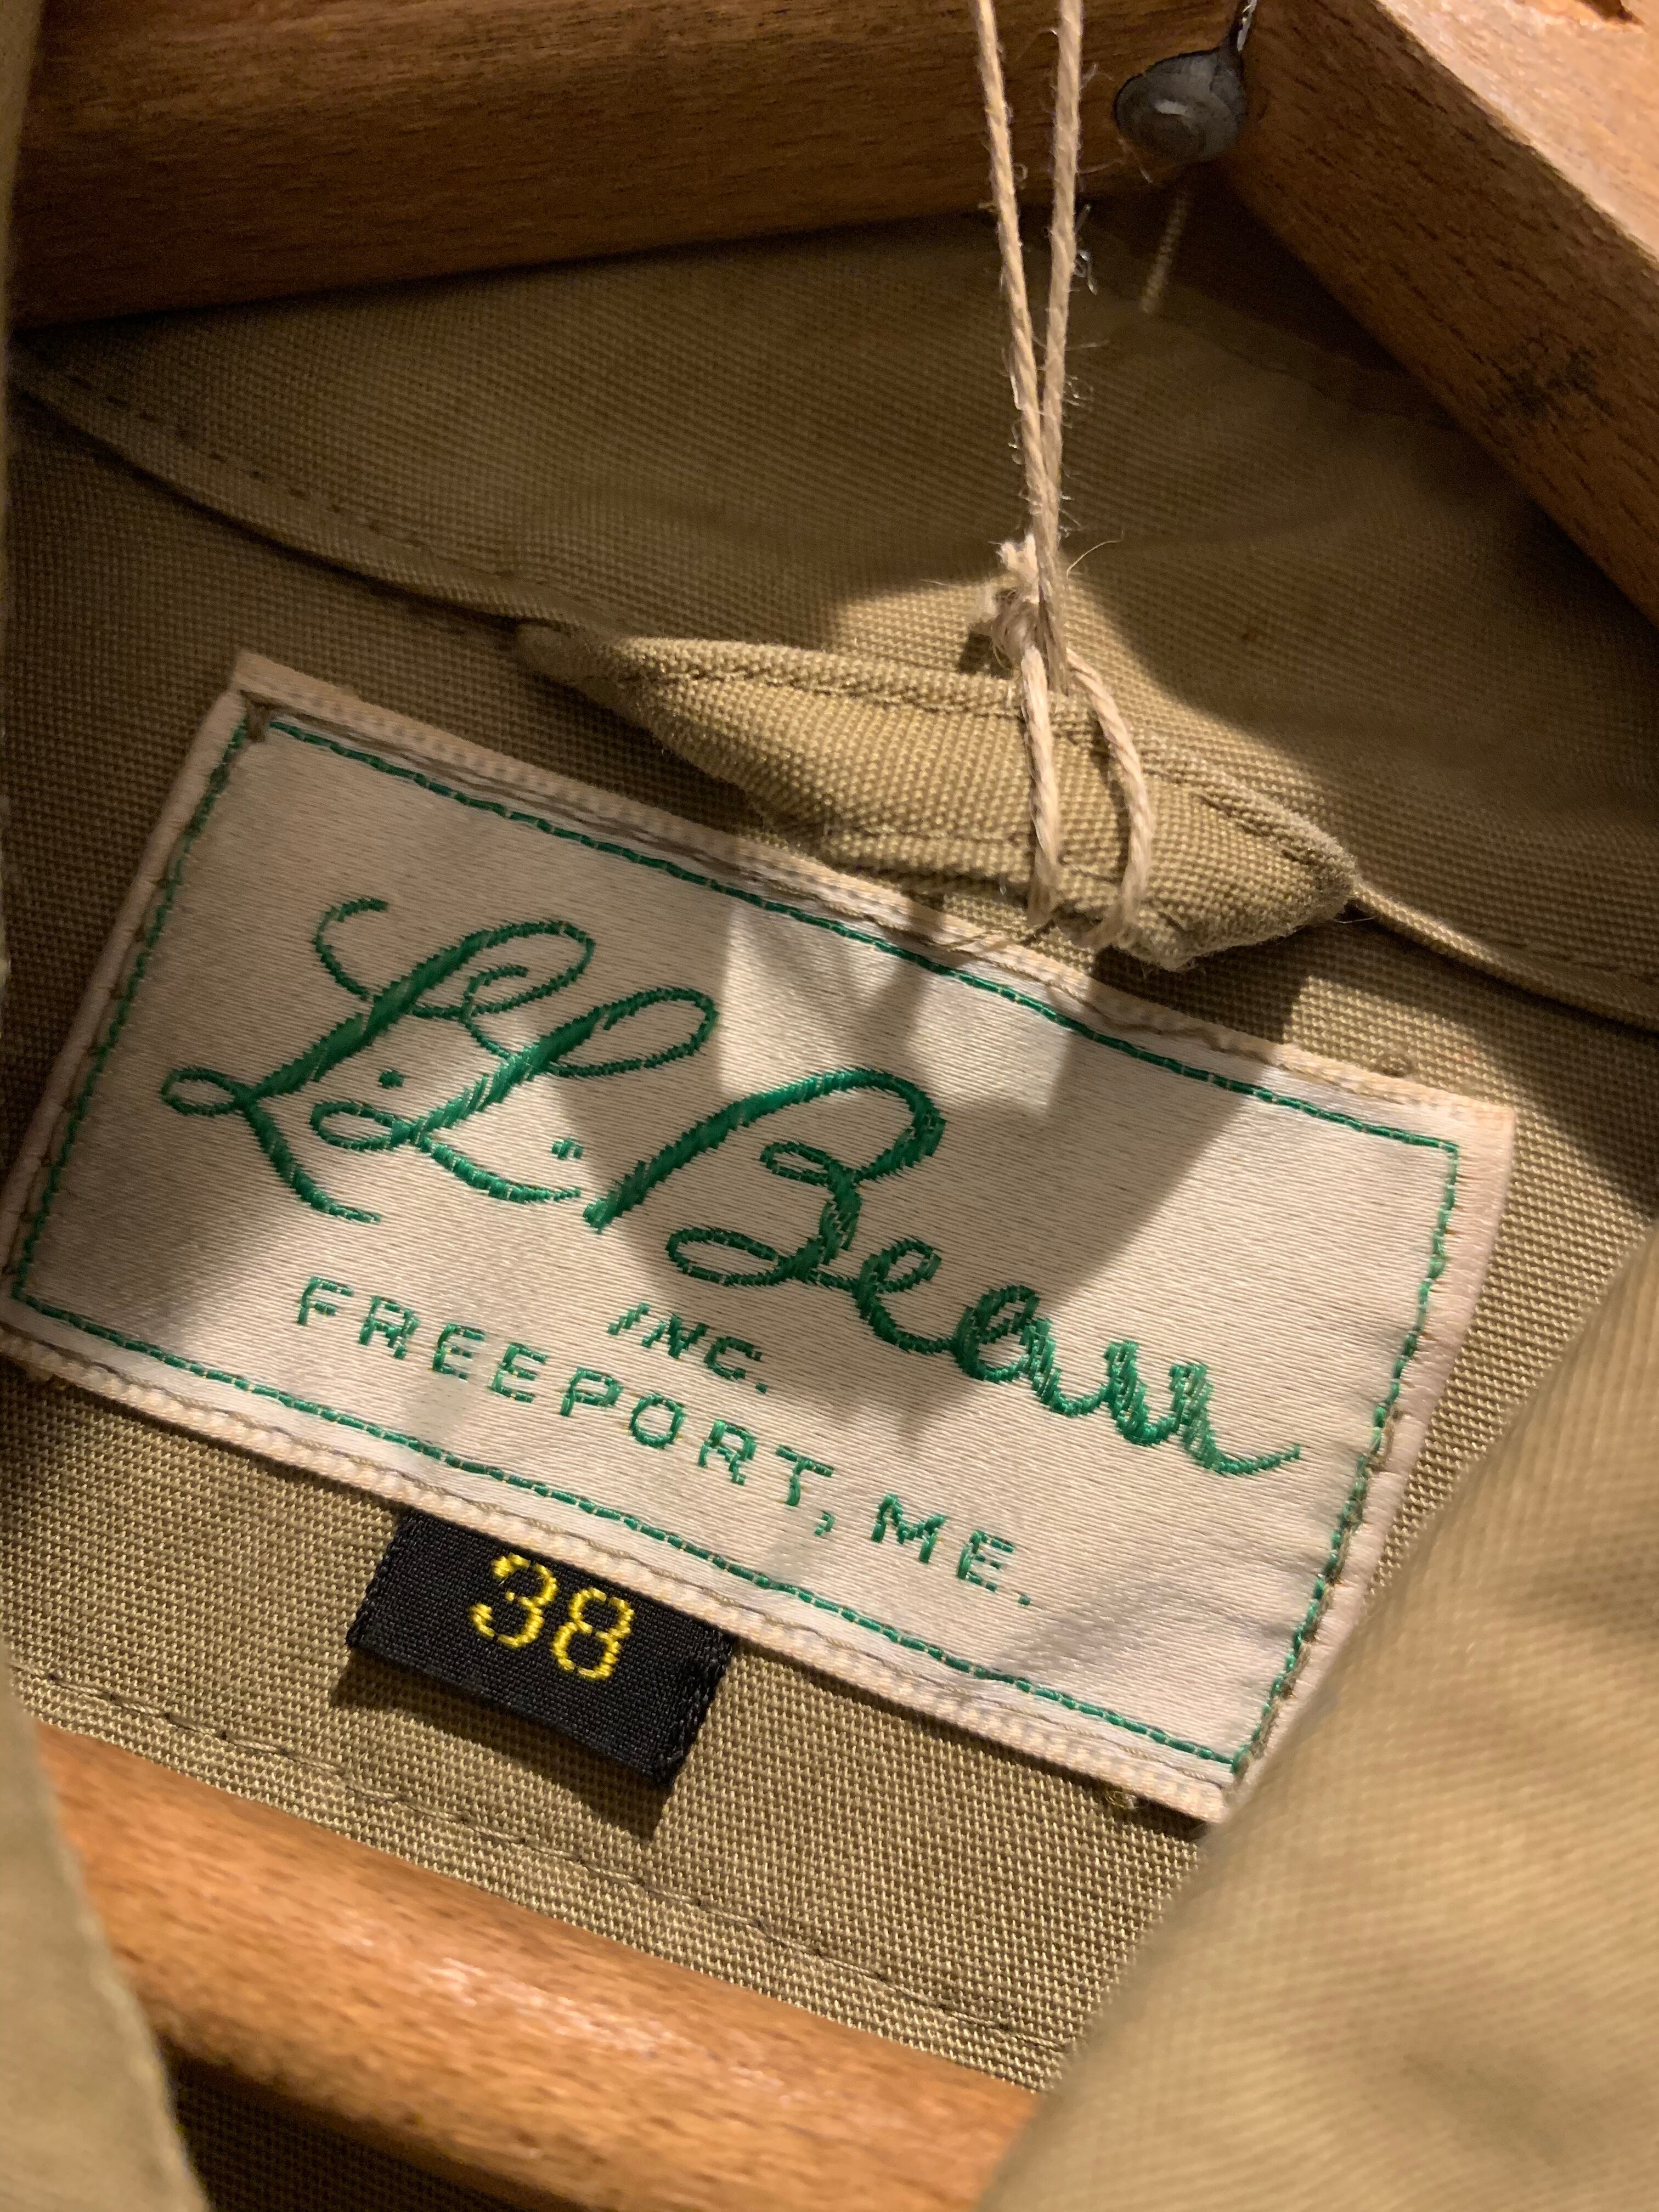 L.L. Bean
INC.
FREEPORT, ME.
38